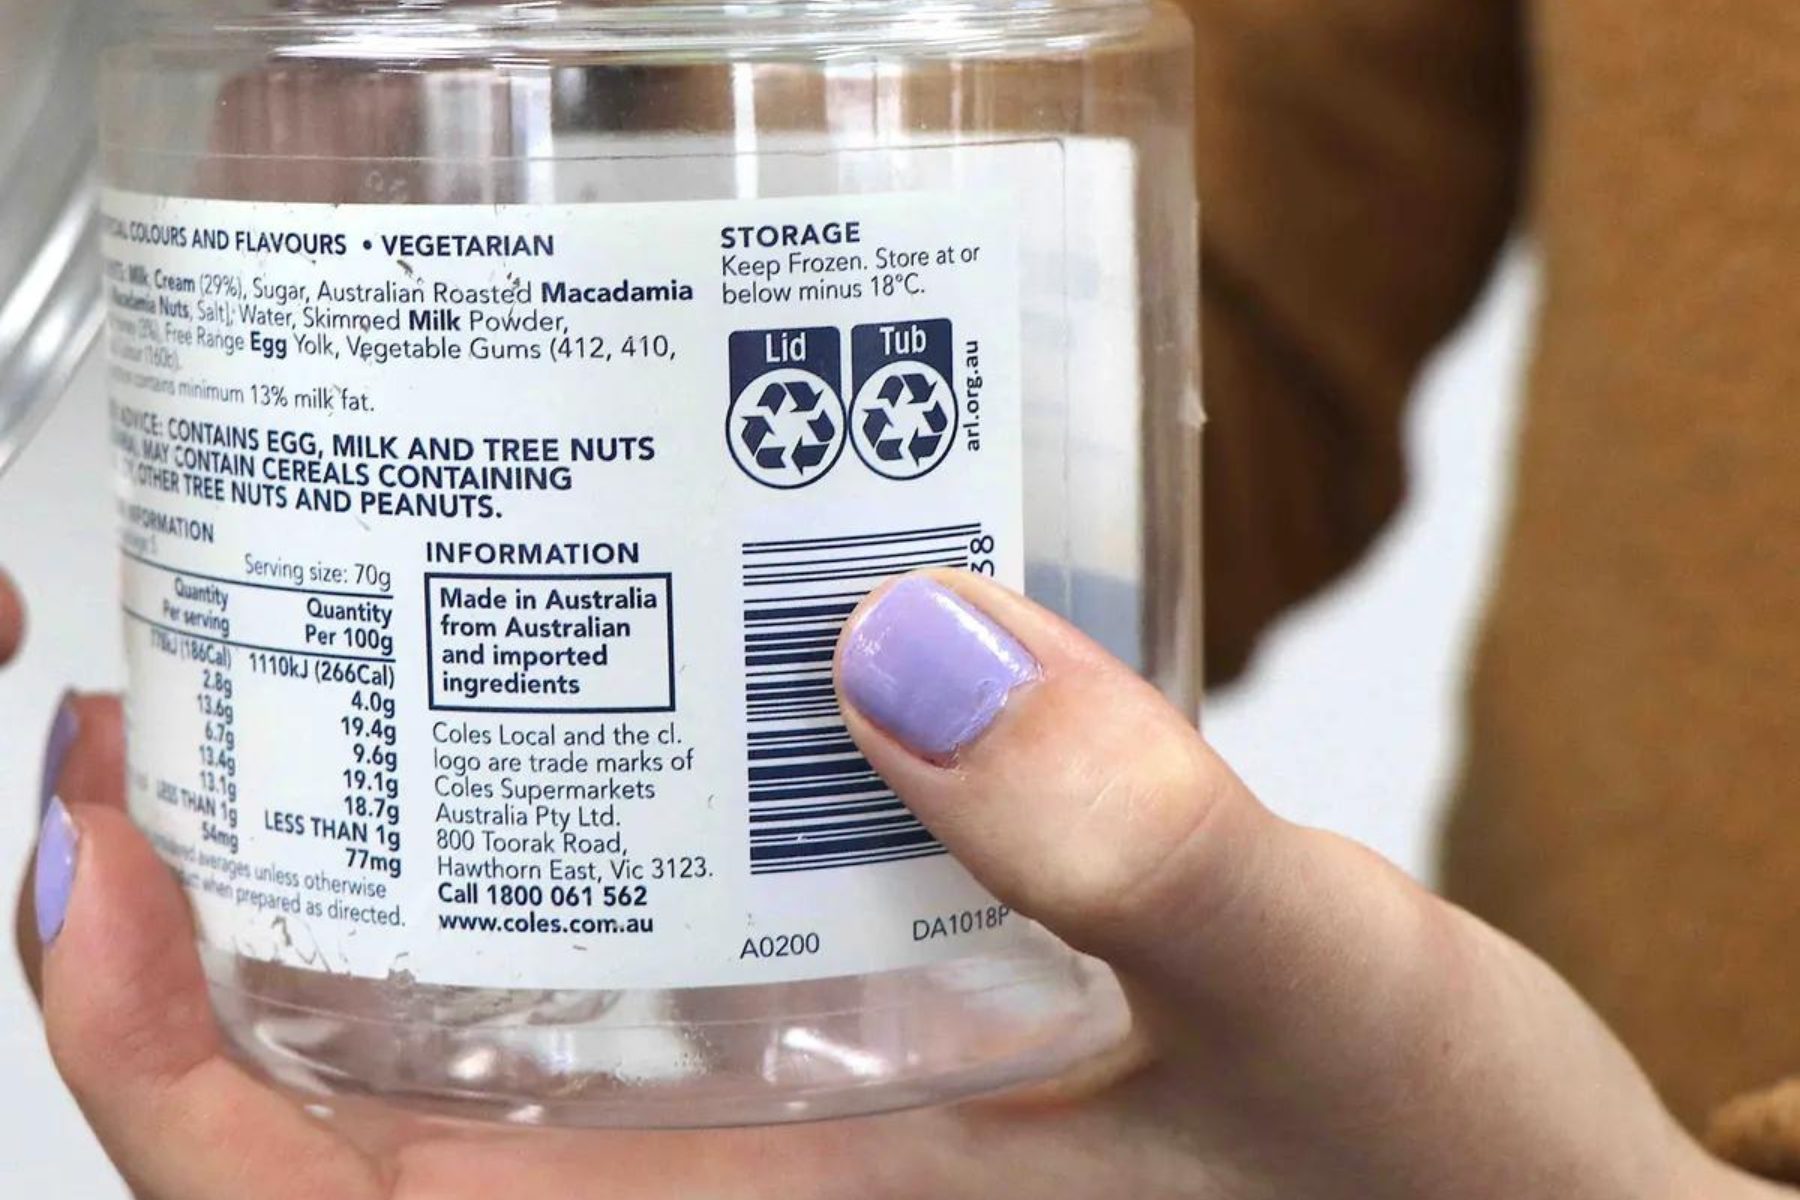 COLOURS AND FLAVOURS • VEGETARIAN
Milk, Cream (29%), Sugar, Australian Roasted Macadamia
Nuts, Salt], Water, Skimmed Milk Powder,
Free Range Egg Yolk, Vegetable Gums (412, 410,
(160c).
contains minimum 13% milk fat.
ADVICE: CONTAINS EGG, MILK AND TREE NUTS
MAY CONTAIN CEREALS CONTAINING
OTHER TREE NUTS AND PEANUTS.
INFORMATION
Serving size: 70g
Quantity Quantity
Per serving Per 100g
(186Cal) 1110kJ (266Cal)
2.8g 4.0g
13.6g 19.4g
6.7g 9.6g
13.4g 19.1g
13.1g 18.7g
LESS THAN 1g LESS THAN 1g
54mg 77mg
averages unless otherwise
when prepared as directed.
INFORMATION
Made in Australia
from Australian
and imported
ingredients
Coles Local and the cl.
logo are trade marks of
Coles Supermarkets
Australia Pty Ltd.
800 Toorak Road,
Hawthorn East, Vic 3123.
Call 1800 061 562
www.coles.com.au
STORAGE
Keep Frozen. Store at or
below minus 18°C.
Lid Tub
arl.org.au
38
A0200 DA1018P